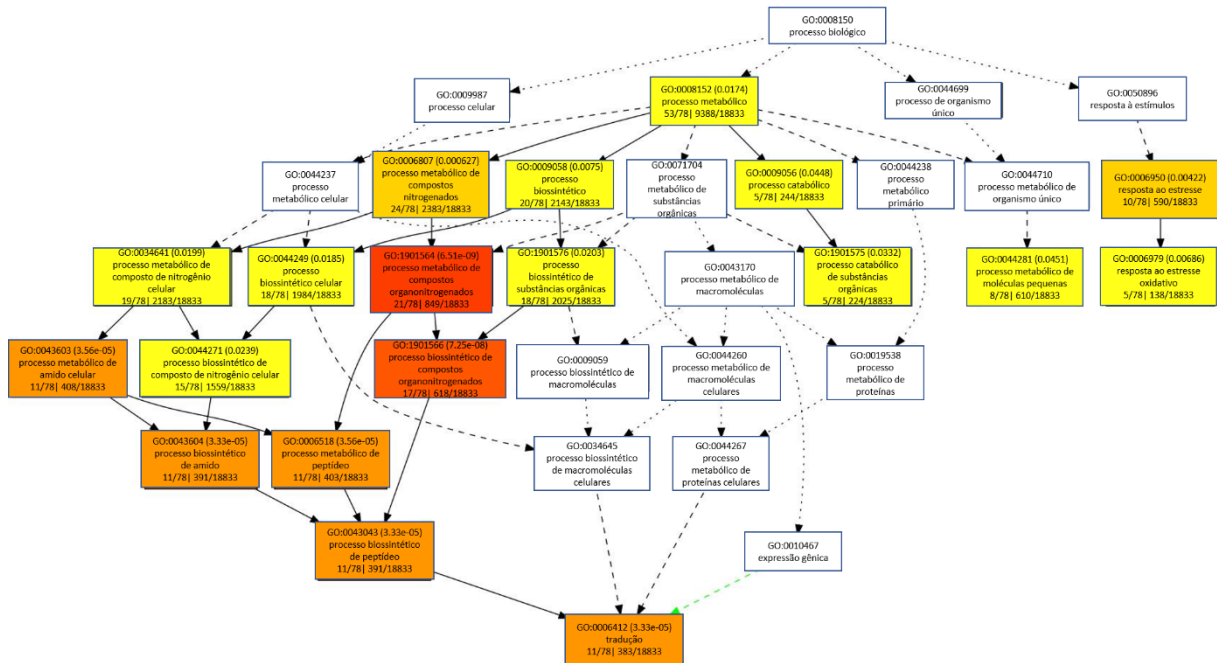 GO:0008150
processo biológico
GO:0009987
processo celular
GO:0008152 (0.0174)
processo metabólico
53/78| 9388/18833
GO:0044699
processo de organismo
único
GO:0050896
resposta à estímulos
GO:0044237
processo
metabólico celular
GO:0006807 (0.000627)
processo metabólico de
compostos
nitrogenados
24/78| 2383/18833
GO:0009058 (0.0075)
processo
biossintético
20/78| 2143/18833
GO:0071704
processo
metabólico de
substâncias
orgânicas
GO:0009056 (0.0448)
processo catabólico
5/78| 244/18833
GO:0044238
processo
metabólico
primário
GO:0044710
processo metabólico de
organismo único
GO:0006950 (0.00422)
resposta ao estresse
10/78| 590/18833
GO:0034641 (0.0199)
processo metabólico de
composto de nitrogênio
celular
19/78| 2183/18833
GO:0044249 (0.0185)
processo
biossintético celular
18/78| 1984/18833
GO:1901564 (6.51e-09)
processo metabólico de
compostos
organonitrogenados
21/78| 849/18833
GO:1901576 (0.0203)
processo
biossintético de
substâncias orgânicas
18/78| 2025/18833
GO:0043170
processo metabólico de
macromoléculas
GO:1901575 (0.0332)
processo catabólico
de substâncias
orgânicas
5/78| 224/18833
GO:0044281 (0.0451)
processo metabólico de
moléculas pequenas
8/78| 610/18833
GO:0006979 (0.00686)
resposta ao estresse
oxidativo
5/78| 138/18833
GO:0043603 (3.56e-05)
processo metabólico de
amido celular
11/78| 408/18833
GO:0044271 (0.0239)
processo biossintético de
composto de nitrogênio celular
15/78| 1559/18833
GO:1901566 (7.25e-08)
processo biossintético de
compostos
organonitrogenados
17/78| 618/18833
GO:0009059
processo biossintético de
macromoléculas
GO:0044260
processo metabólico de
macromoléculas
celulares
GO:0019538
processo
metabólico de
proteínas
GO:0043604 (3.33e-05)
processo biossintético
de amido
11/78| 391/18833
GO:0006518 (3.56e-05)
processo metabólico de
peptídeo
11/78| 403/18833
GO:0034645
processo biossintético
de macromoléculas
celulares
GO:0044267
processo
metabólico de
proteínas celulares
GO:0043043 (3.33e-05)
processo biossintético
de peptídeo
11/78| 391/18833
GO:0010467
expressão gênica
GO:0006412 (3.33e-05)
tradução
11/78| 383/18833